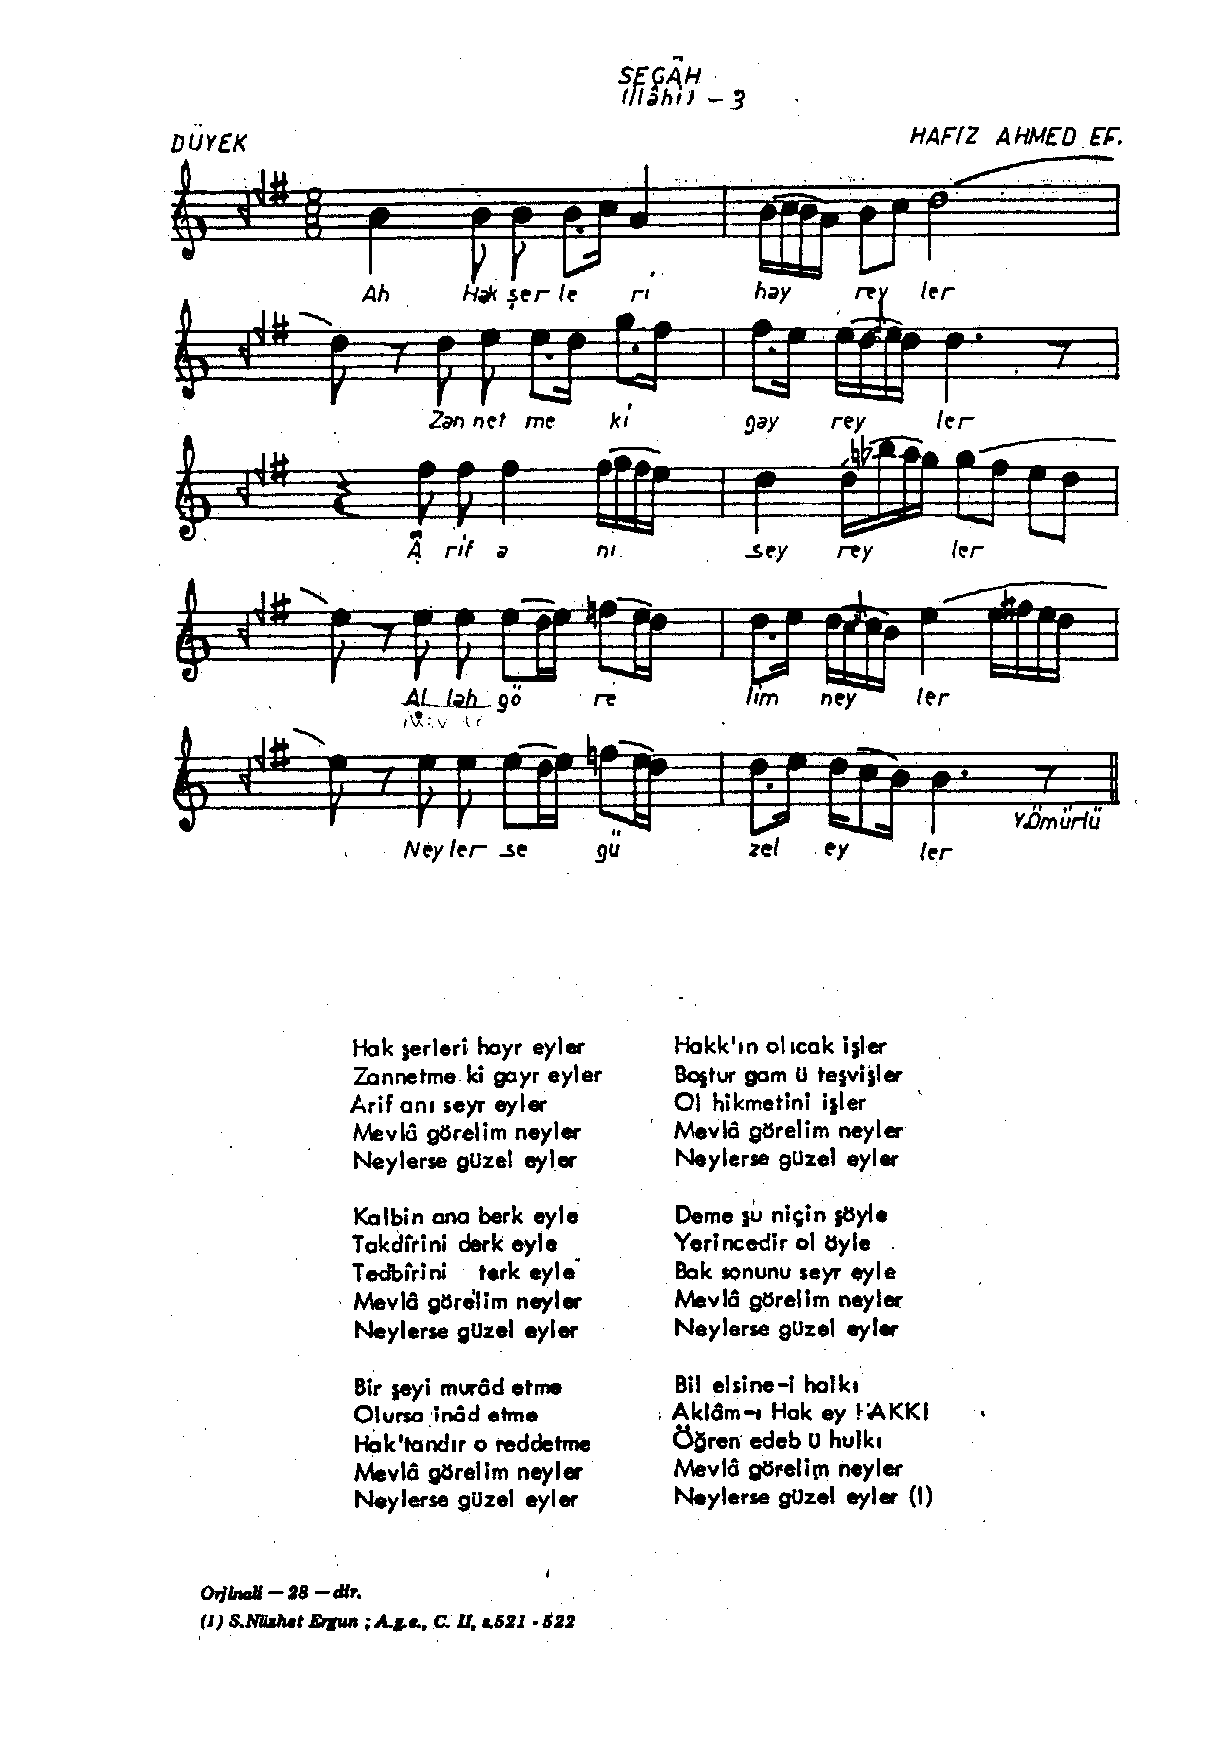 SEGÂH
(İlâhi) – 3
DÜYEK
HAFIZ AHMED EF.
Ah Hak şer le ri hay rey ler
Zan net me ki gay rey ler
Â rif a nı sey rey ler
Al lah gö re lim ney ler
Ney ler se gü zel ey ler
Y.Ömürlü
Hak şerleri hayr eyler
Zannetme ki gayr eyler
Arif anı seyr eyler
Mevlâ görelim neyler
Neylerse güzel eyler
Kalbin ana berk eyle
Takdîrini derk eyle
Tedbîrini terk eyle
Mevlâ görelim neyler
Neylerse güzel eyler
Bir şeyi murâd etme
Olursa inâd etme
Hak'tandır o reddetme
Mevlâ görelim neyler
Neylerse güzel eyler
Hakk'ın olıcak işler
Boştur gam ü teşvişler
Ol hikmetini işler
Mevlâ görelim neyler
Neylerse güzel eyler
Deme şu niçin şöyle
Yerincedir ol öyle
Bak sonunu seyr eyle
Mevlâ görelim neyler
Neylerse güzel eyler
Bil elsine-i halkı
Aklâm-ı Hak ey HAKKI
Öğren edeb ü hulkı
Mevlâ görelim neyler
Neylerse güzel eyler (I)
Orjinali — 28 — dir.
(1) S.Nüzhet Ergun ; A.g.e., C. II, s.521 - 522